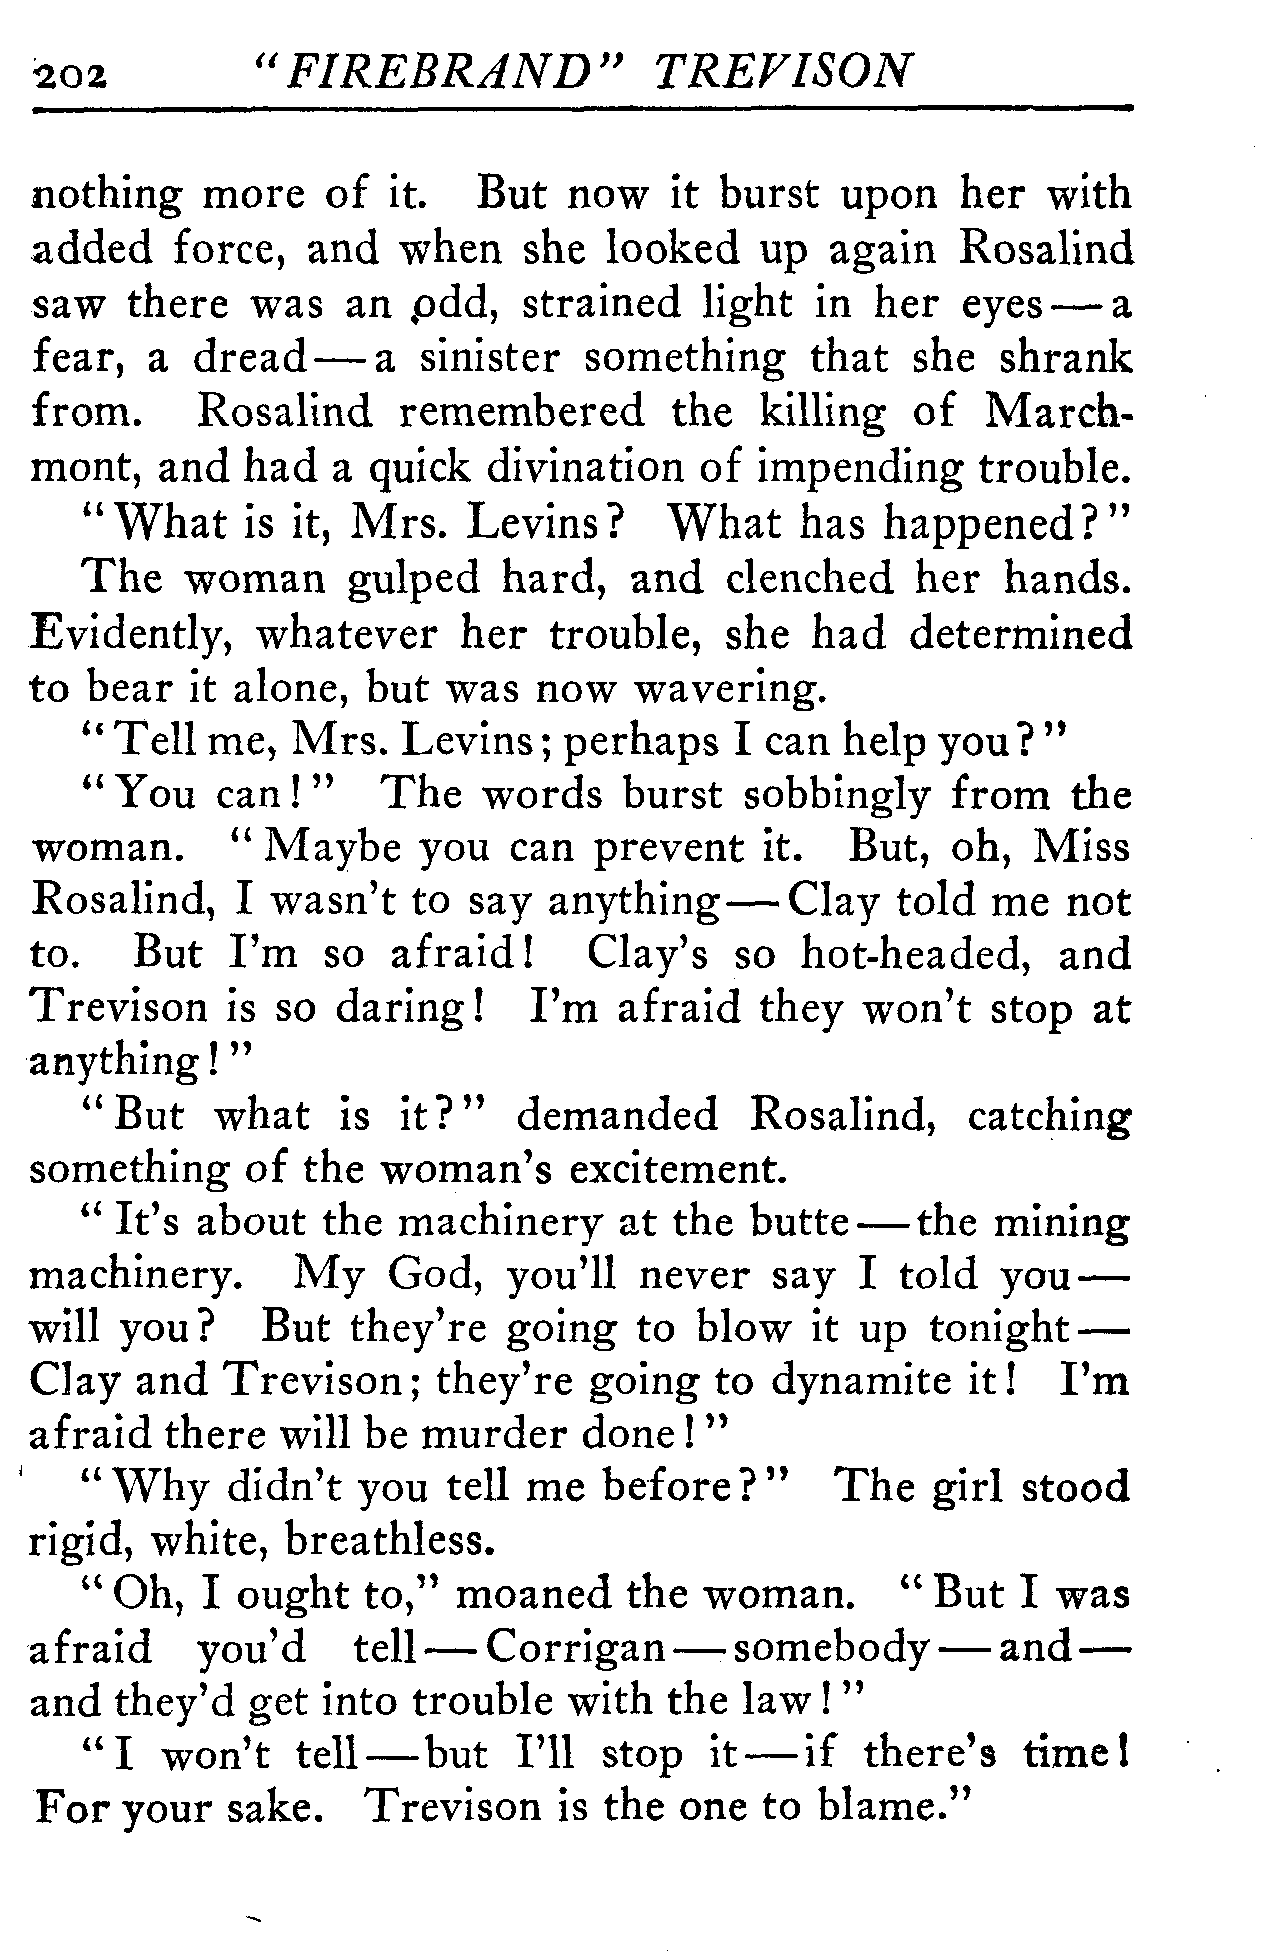 202 "FIREBRAND" TREVISON
nothing more of it. But now it burst upon her with
added force, and when she looked up again Rosalind
saw there was an odd, strained light in her eyes—a
fear, a dread—a sinister something that she shrank
from. Rosalind remembered the killing of March-
mont, and had a quick divination of impending trouble.
"What is it, Mrs. Levins? What has happened?"
The woman gulped hard, and clenched her hands.
Evidently, whatever her trouble, she had determined
to bear it alone, but was now wavering.
"Tell me, Mrs. Levins; perhaps I can help you?"
"You can!" The words burst sobbingly from the
woman. "Maybe you can prevent it. But, oh, Miss
Rosalind, I wasn't to say anything—Clay told me not
to. But I'm so afraid! Clay's so hot-headed, and
Trevison is so daring! I'm afraid they won't stop at
anything!"
"But what is it?" demanded Rosalind, catching
something of the woman's excitement.
"It's about the machinery at the butte—the mining
machinery. My God, you'll never say I told you—
will you? But they're going to blow it up tonight—
Clay and Trevison; they're going to dynamite it! I'm
afraid there will be murder done!"
"Why didn't you tell me before?" The girl stood
rigid, white, breathless.
"Oh, I ought to," moaned the woman. "But I was
afraid you'd tell—Corrigan—somebody—and—
and they'd get into trouble with the law!"
"I won't tell—but I'll stop it—if there's time!
For your sake. Trevison is the one to blame."